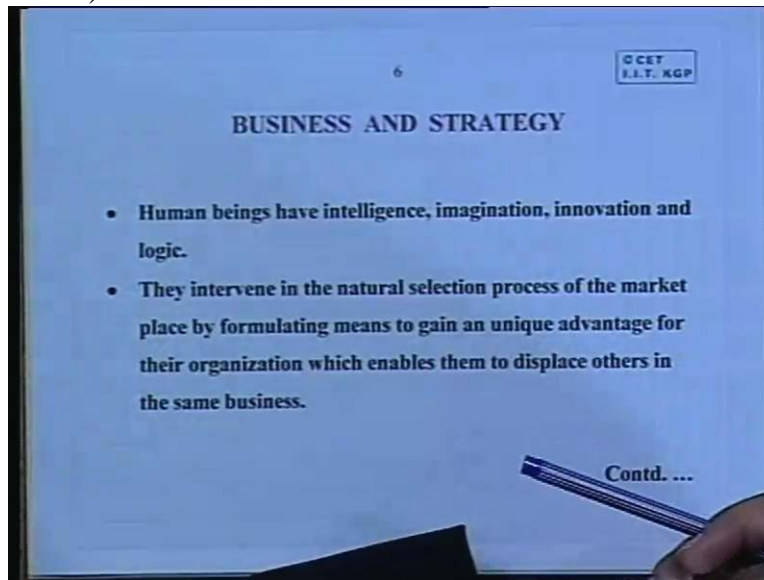 6
© CET
I.I.T. KGP
BUSINESS AND STRATEGY
• Human beings have intelligence, imagination, innovation and
logic.
• They intervene in the natural selection process of the market
place by formulating means to gain an unique advantage for
their organization which enables them to displace others in
the same business.
Contd. ...